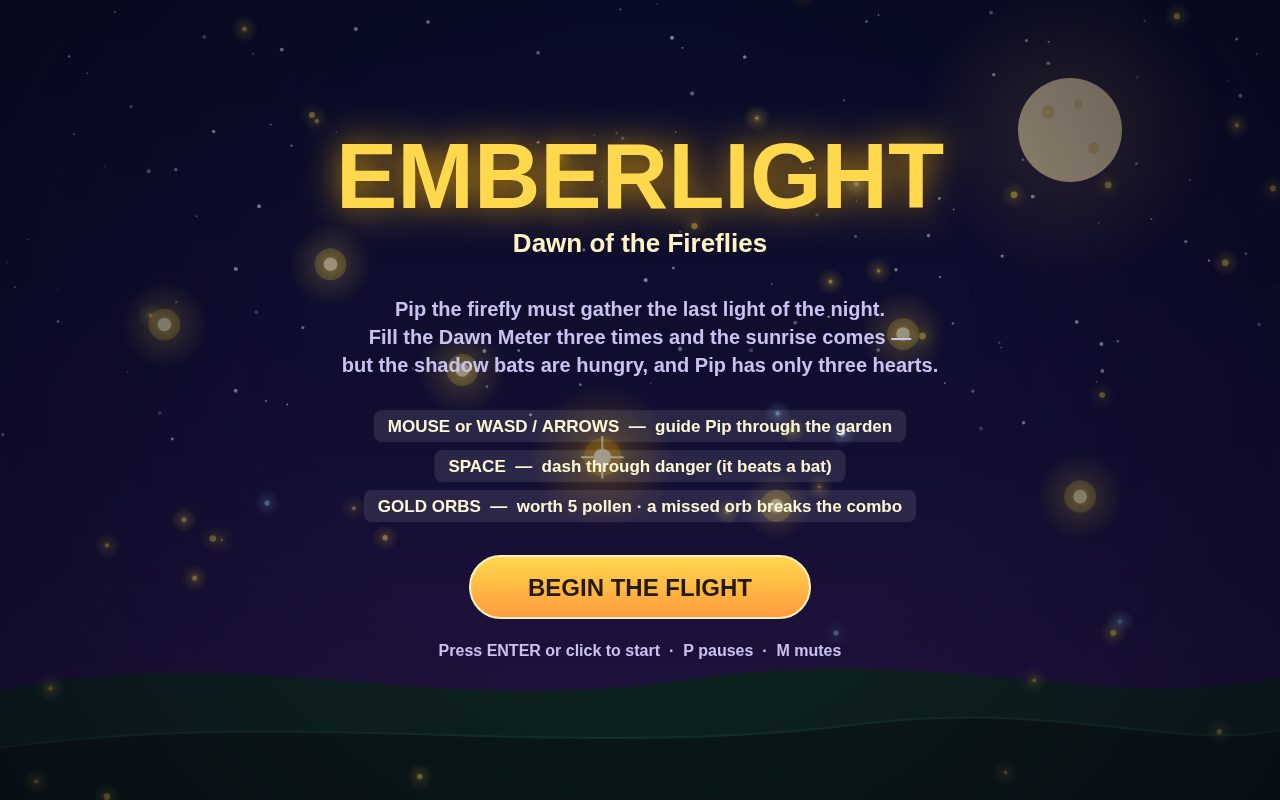 EMBERLIGHT
Dawn of the Fireflies
Pip the firefly must gather the last light of the night.
Fill the Dawn Meter three times and the sunrise comes —
but the shadow bats are hungry, and Pip has only three hearts.
MOUSE or WASD / ARROWS — guide Pip through the garden
SPACE — dash through danger (it beats a bat)
GOLD ORBS — worth 5 pollen · a missed orb breaks the combo
BEGIN THE FLIGHT
Press ENTER or click to start · P pauses · M mutes